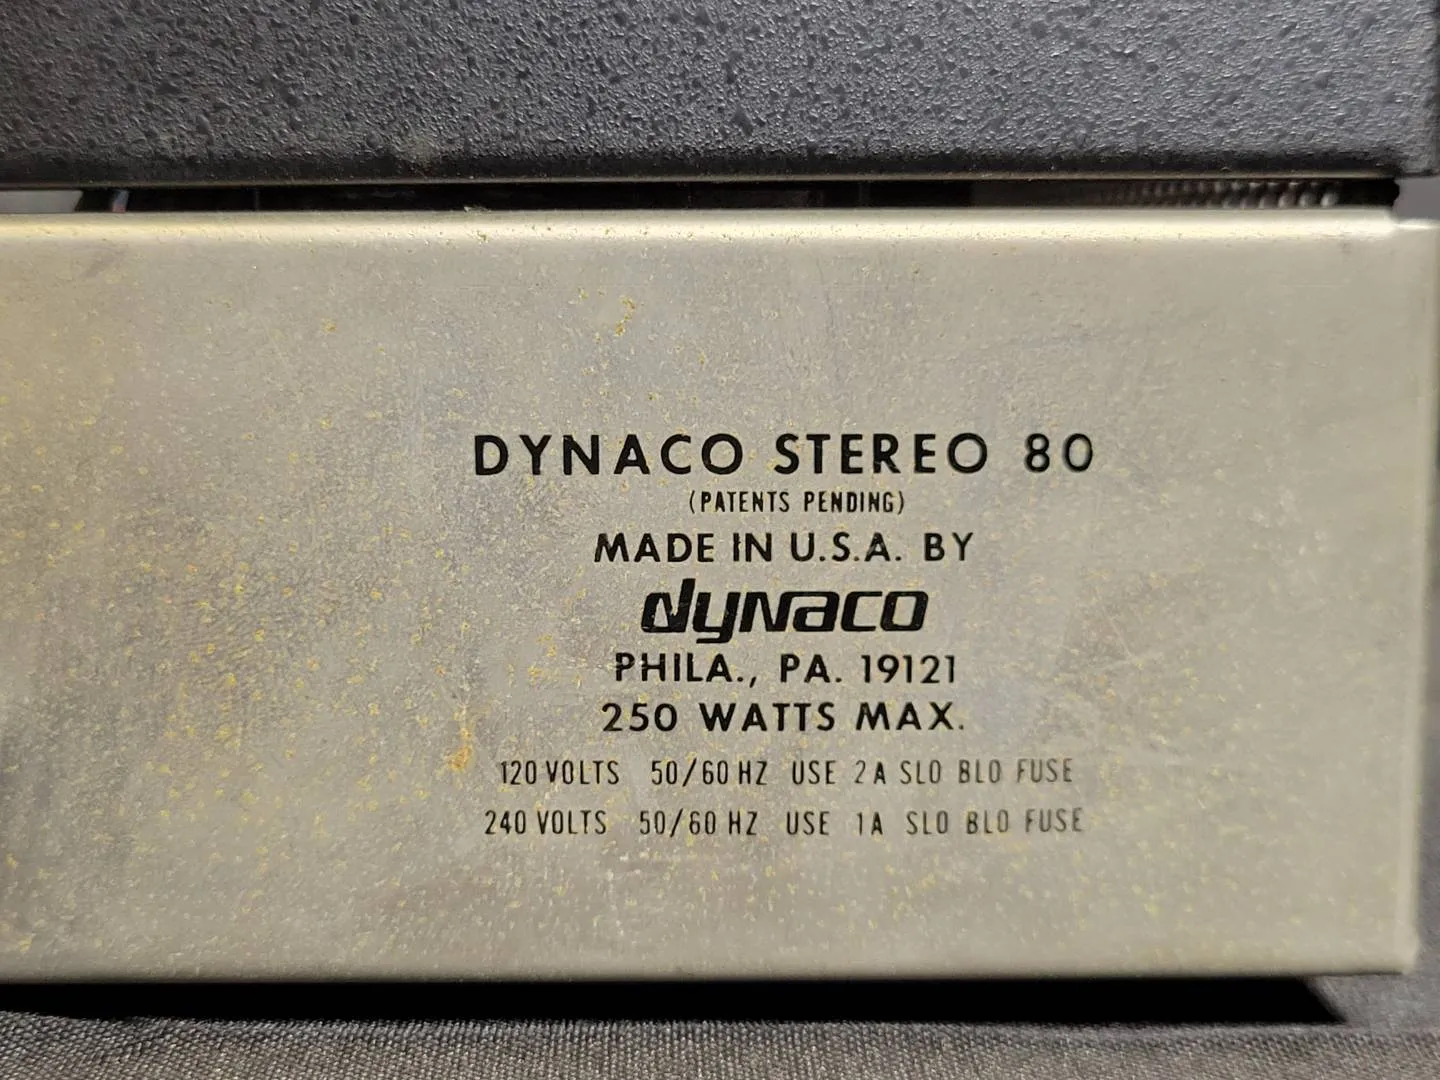 DYNACO STEREO 80
(PATENTS PENDING)
MADE IN U.S.A. BY
dynaco
PHILA., PA. 19121
250 WATTS MAX.
120 VOLTS 50/60 HZ USE 2 A SLO BLO FUSE
240 VOLTS 50/60 HZ USE 1A SLO BLO FUSE